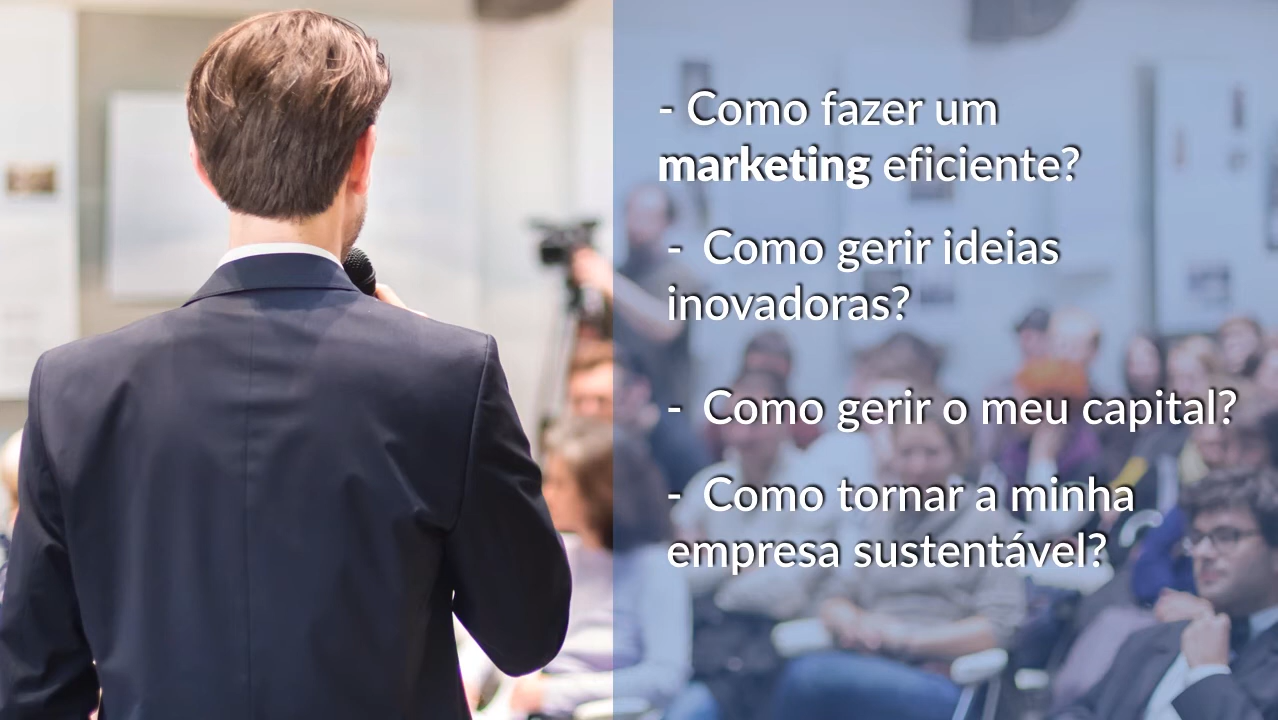 - Como fazer um
marketing eficiente?
- Como gerir ideias
inovadoras?
- Como gerir o meu capital?
- Como tornar a minha
empresa sustentável?